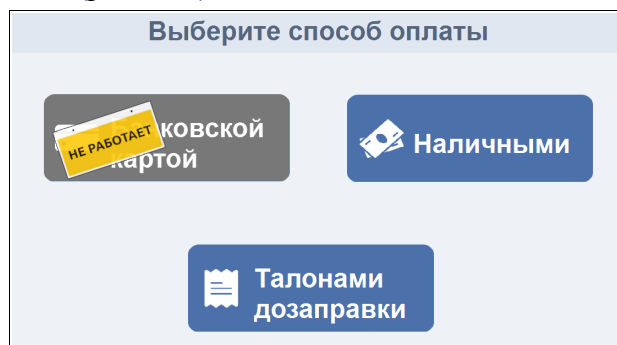 Выберите способ оплаты
НЕ РАБОТАЕТ
ковской
картой
Наличными
Талонами
дозаправки